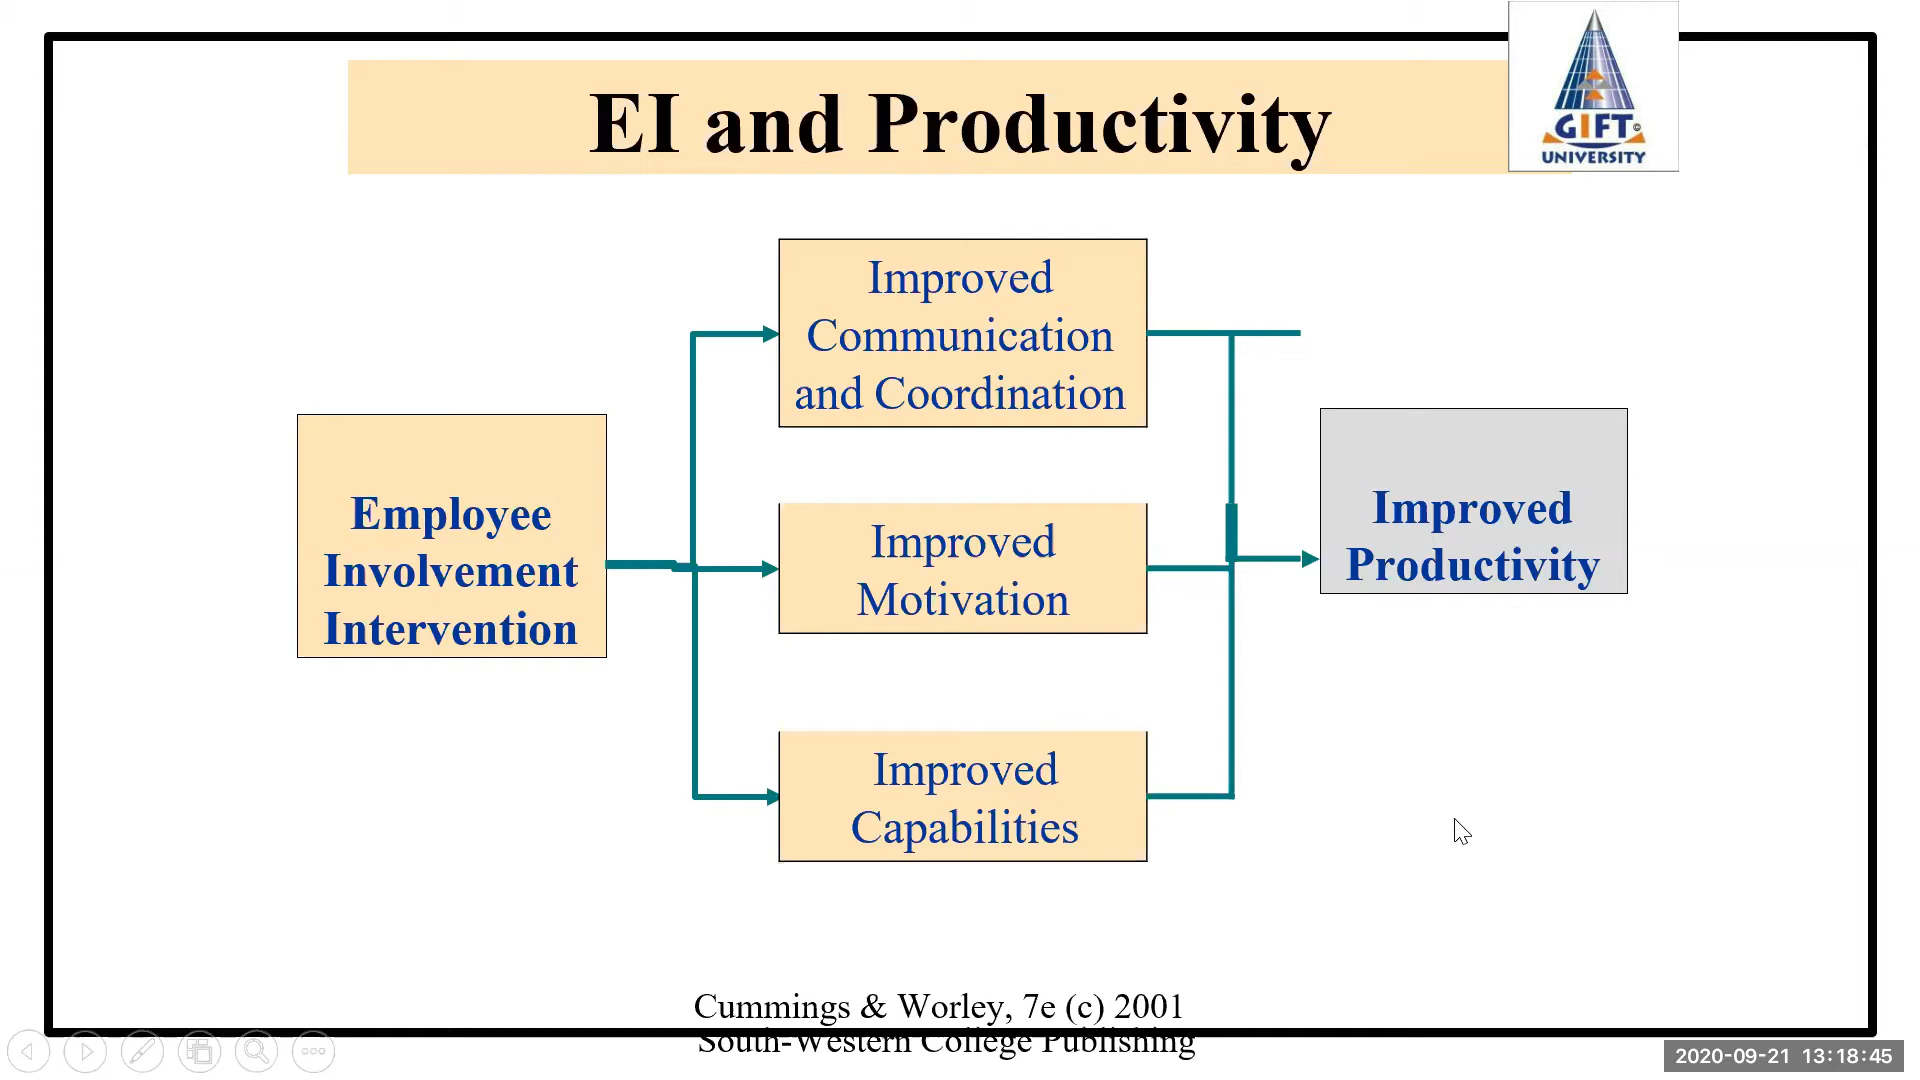 EI and Productivity
GIFT
©
UNIVERSITY
Improved
Communication
and Coordination
Employee
Involvement
Intervention
Improved
Motivation
Improved
Productivity
Improved
Capabilities
Cummings & Worley, 7e (c) 2001
South-Western College Publishing
2020-09-21 13:18:45